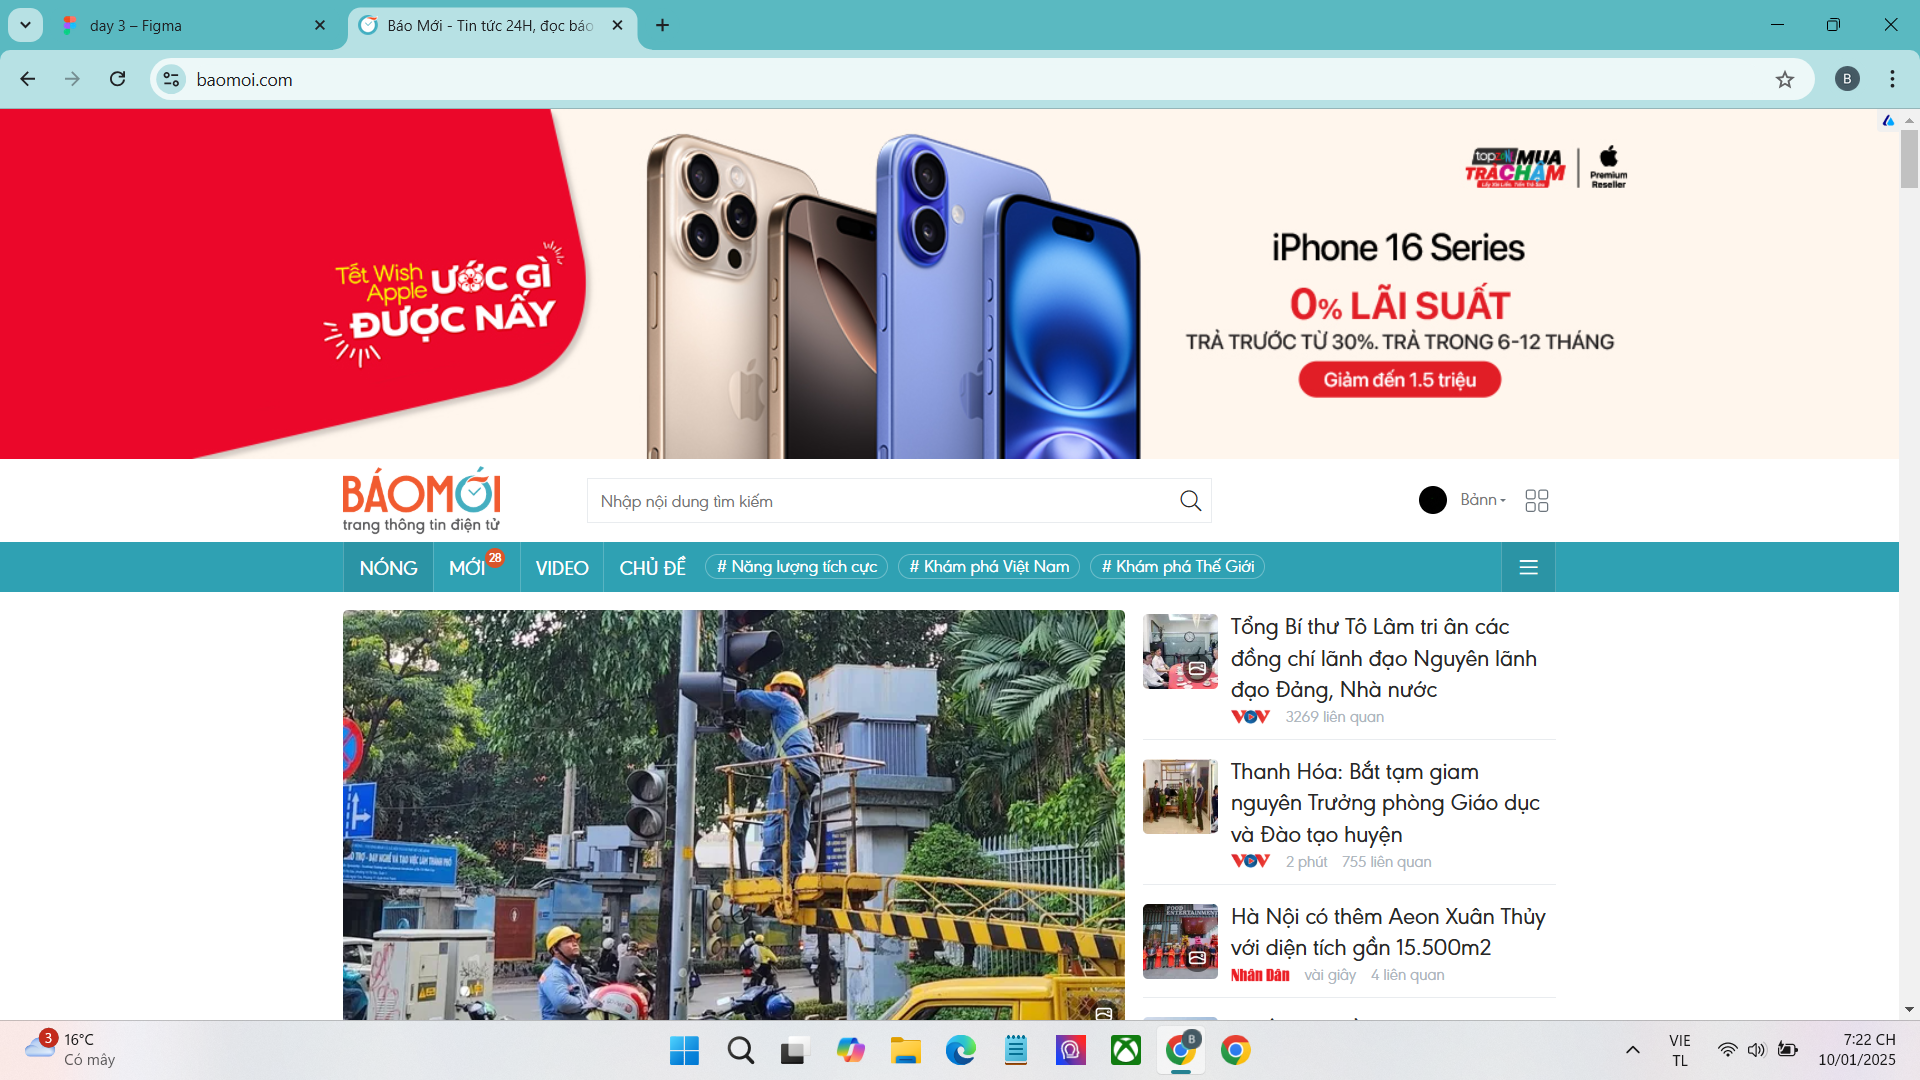 day 3 – Figma
Báo Mới - Tin tức 24H, đọc báo
baomoi.com
B
Tết Wish
Apple
ƯỚC GÌ
ĐƯỢC NẤY
topzone
MUA
TRẢ CHẬM
Premium
Reseller
iPhone 16 Series
0% LÃI SUẤT
TRẢ TRƯỚC TỪ 30%. TRẢ TRONG 6-12 THÁNG
Giảm đến 1.5 triệu
BÁOMỚI
trang thông tin điện tử
Nhập nội dung tìm kiếm
Bảnn
NÓNG
MỚI 28
VIDEO
CHỦ ĐỀ
# Năng lượng tích cực
# Khám phá Việt Nam
# Khám phá Thế Giới
Tổng Bí thư Tô Lâm tri ân các
đồng chí lãnh đạo Nguyên lãnh
đạo Đảng, Nhà nước
VOV 3269 liên quan
Thanh Hóa: Bắt tạm giam
nguyên Trưởng phòng Giáo dục
và Đào tạo huyện
VOV 2 phút 755 liên quan
Hà Nội có thêm Aeon Xuân Thủy
với diện tích gần 15.500m2
Nhân Dân vài giây 4 liên quan
3
16°C
Có mây
B
VIE
TL
7:22 CH
10/01/2025